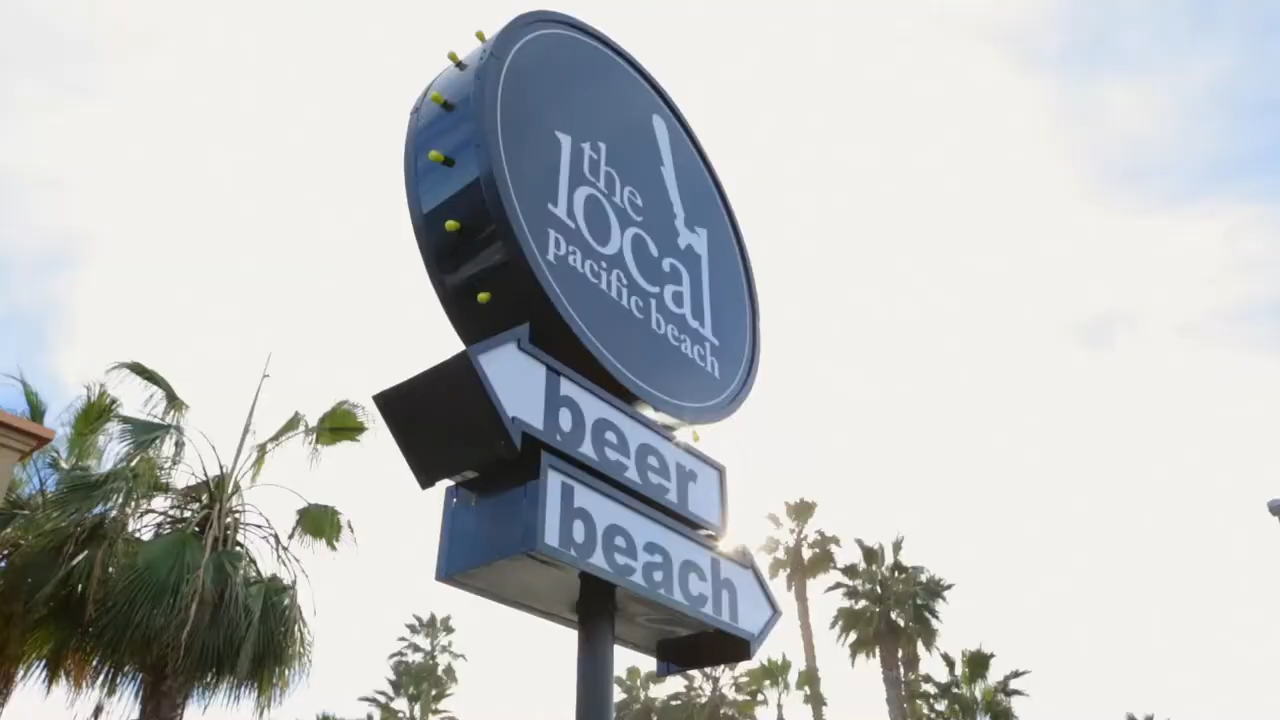 the
local
pacific beach
beer
beach